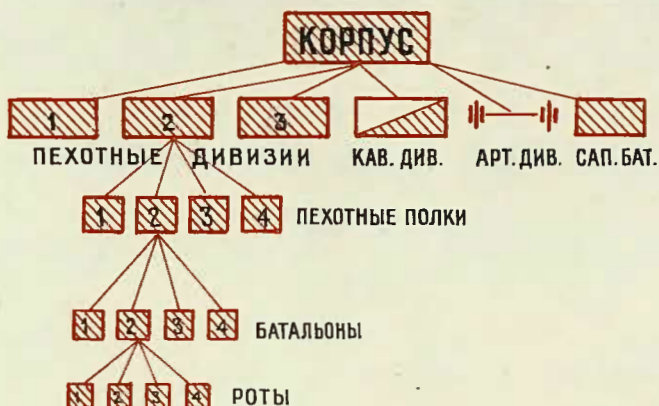 КОРПУС
1 2 3
ПЕХОТНЫЕ ДИВИЗИИ КАВ. ДИВ. АРТ. ДИВ. САП. БАТ.
1 2 3 4 ПЕХОТНЫЕ ПОЛКИ
1 2 3 4 БАТАЛЬОНЫ
1 2 3 4 РОТЫ